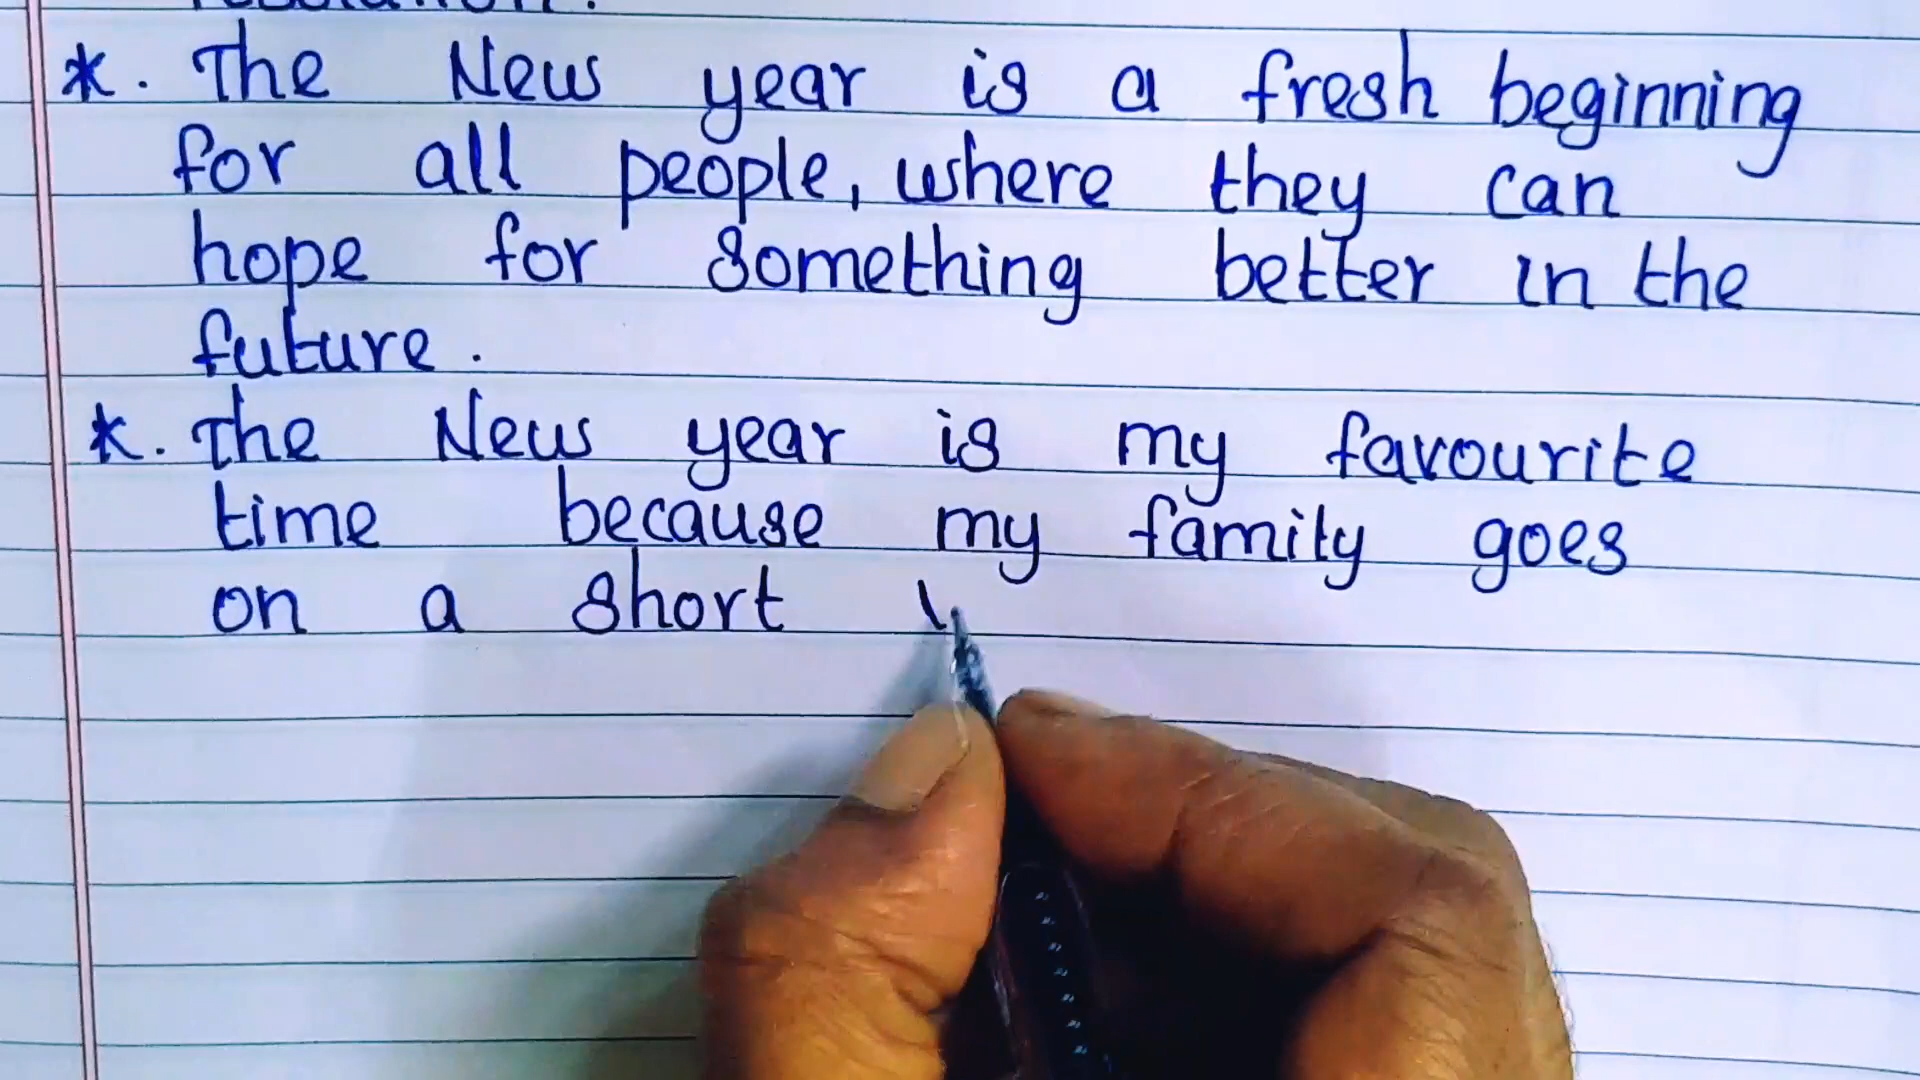 *. The New year is a fresh beginning
for all people, where they can
hope for something better in the
future.
*. The New year is my favourite
time because my family goes
on a short